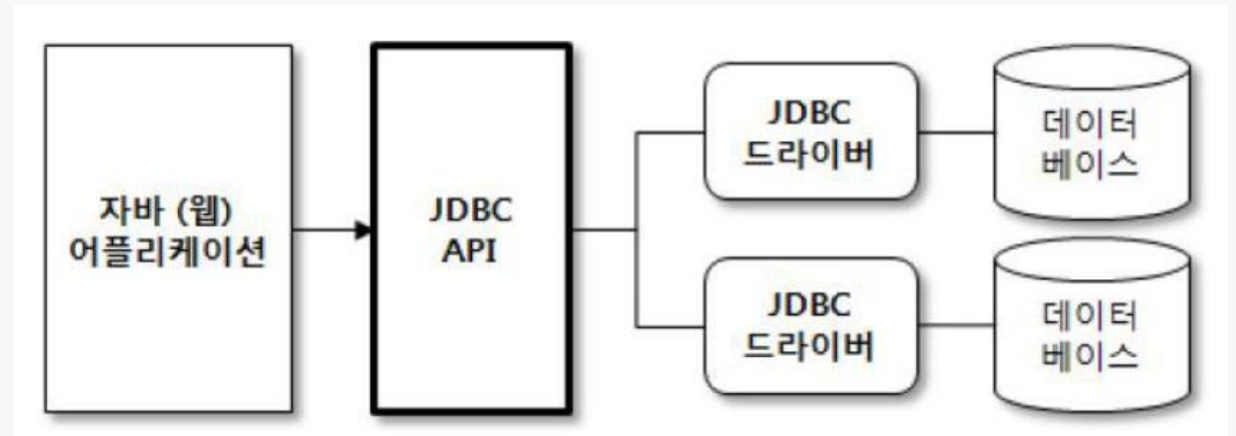 자바 (웹)
어플리케이션
JDBC
API
JDBC
드라이버
데이터
베이스
JDBC
드라이버
데이터
베이스